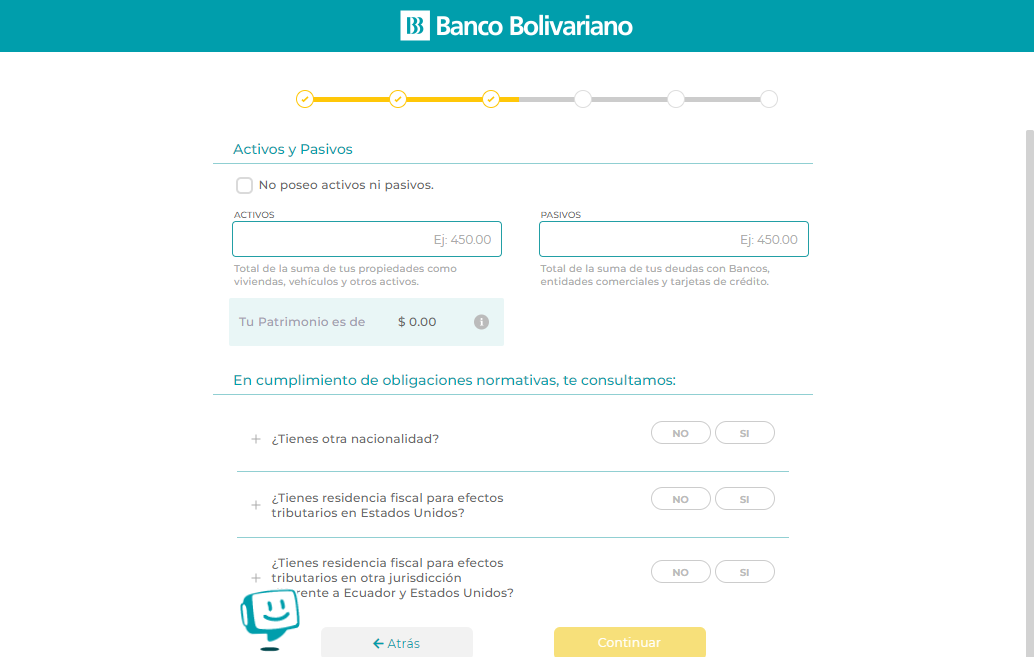 Banco Bolivariano
Activos y Pasivos
No poseo activos ni pasivos.
ACTIVOS
Ej: 450.00
Total de la suma de tus propiedades como
viviendas, vehículos y otros activos.
PASIVOS
Ej: 450.00
Total de la suma de tus deudas con Bancos,
entidades comerciales y tarjetas de crédito.
Tu Patrimonio es de $ 0.00
En cumplimiento de obligaciones normativas, te consultamos:
¿Tienes otra nacionalidad? NO SI
¿Tienes residencia fiscal para efectos
tributarios en Estados Unidos?
NO SI
¿Tienes residencia fiscal para efectos
tributarios en otra jurisdicción
a Ecuador y Estados Unidos?
NO SI
Atrás
Continuar